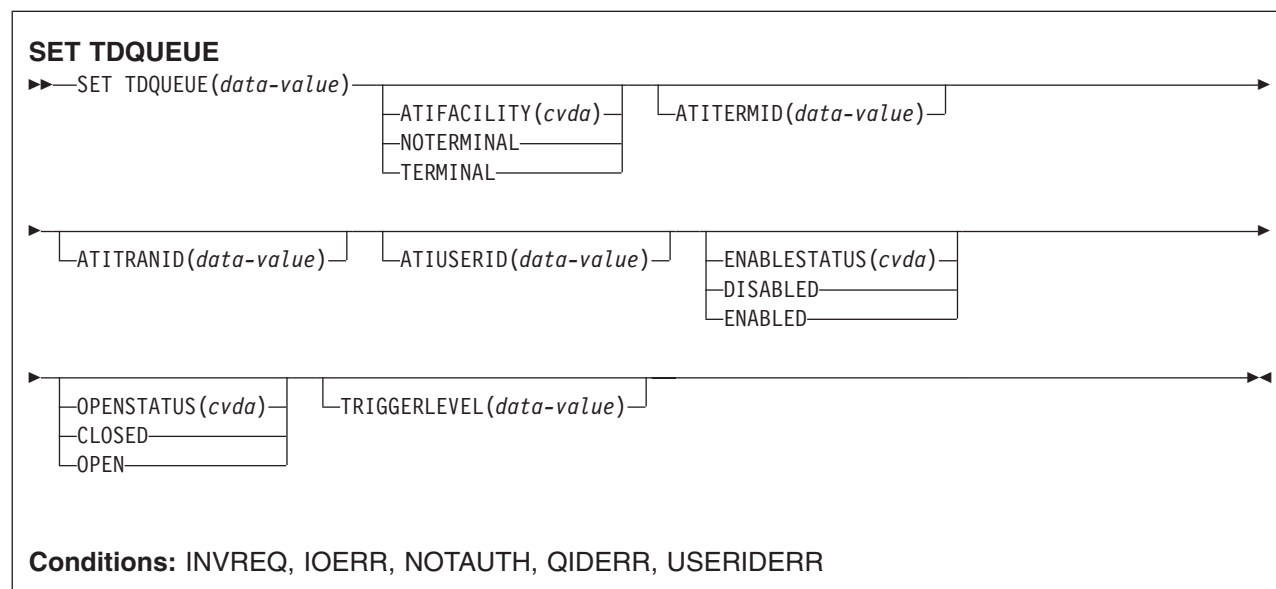 SET TDQUEUE
SET TDQUEUE(data-value)
ATIFACILITY(cvda)
NOTERMINAL
TERMINAL
ATITERMID(data-value)
ATITRANID(data-value)
ATIUSERID(data-value)
ENABLESTATUS(cvda)
DISABLED
ENABLED
OPENSTATUS(cvda)
CLOSED
OPEN
TRIGGERLEVEL(data-value)
Conditions: INVREQ, IOERR, NOTAUTH, QIDERR, USERIDERR